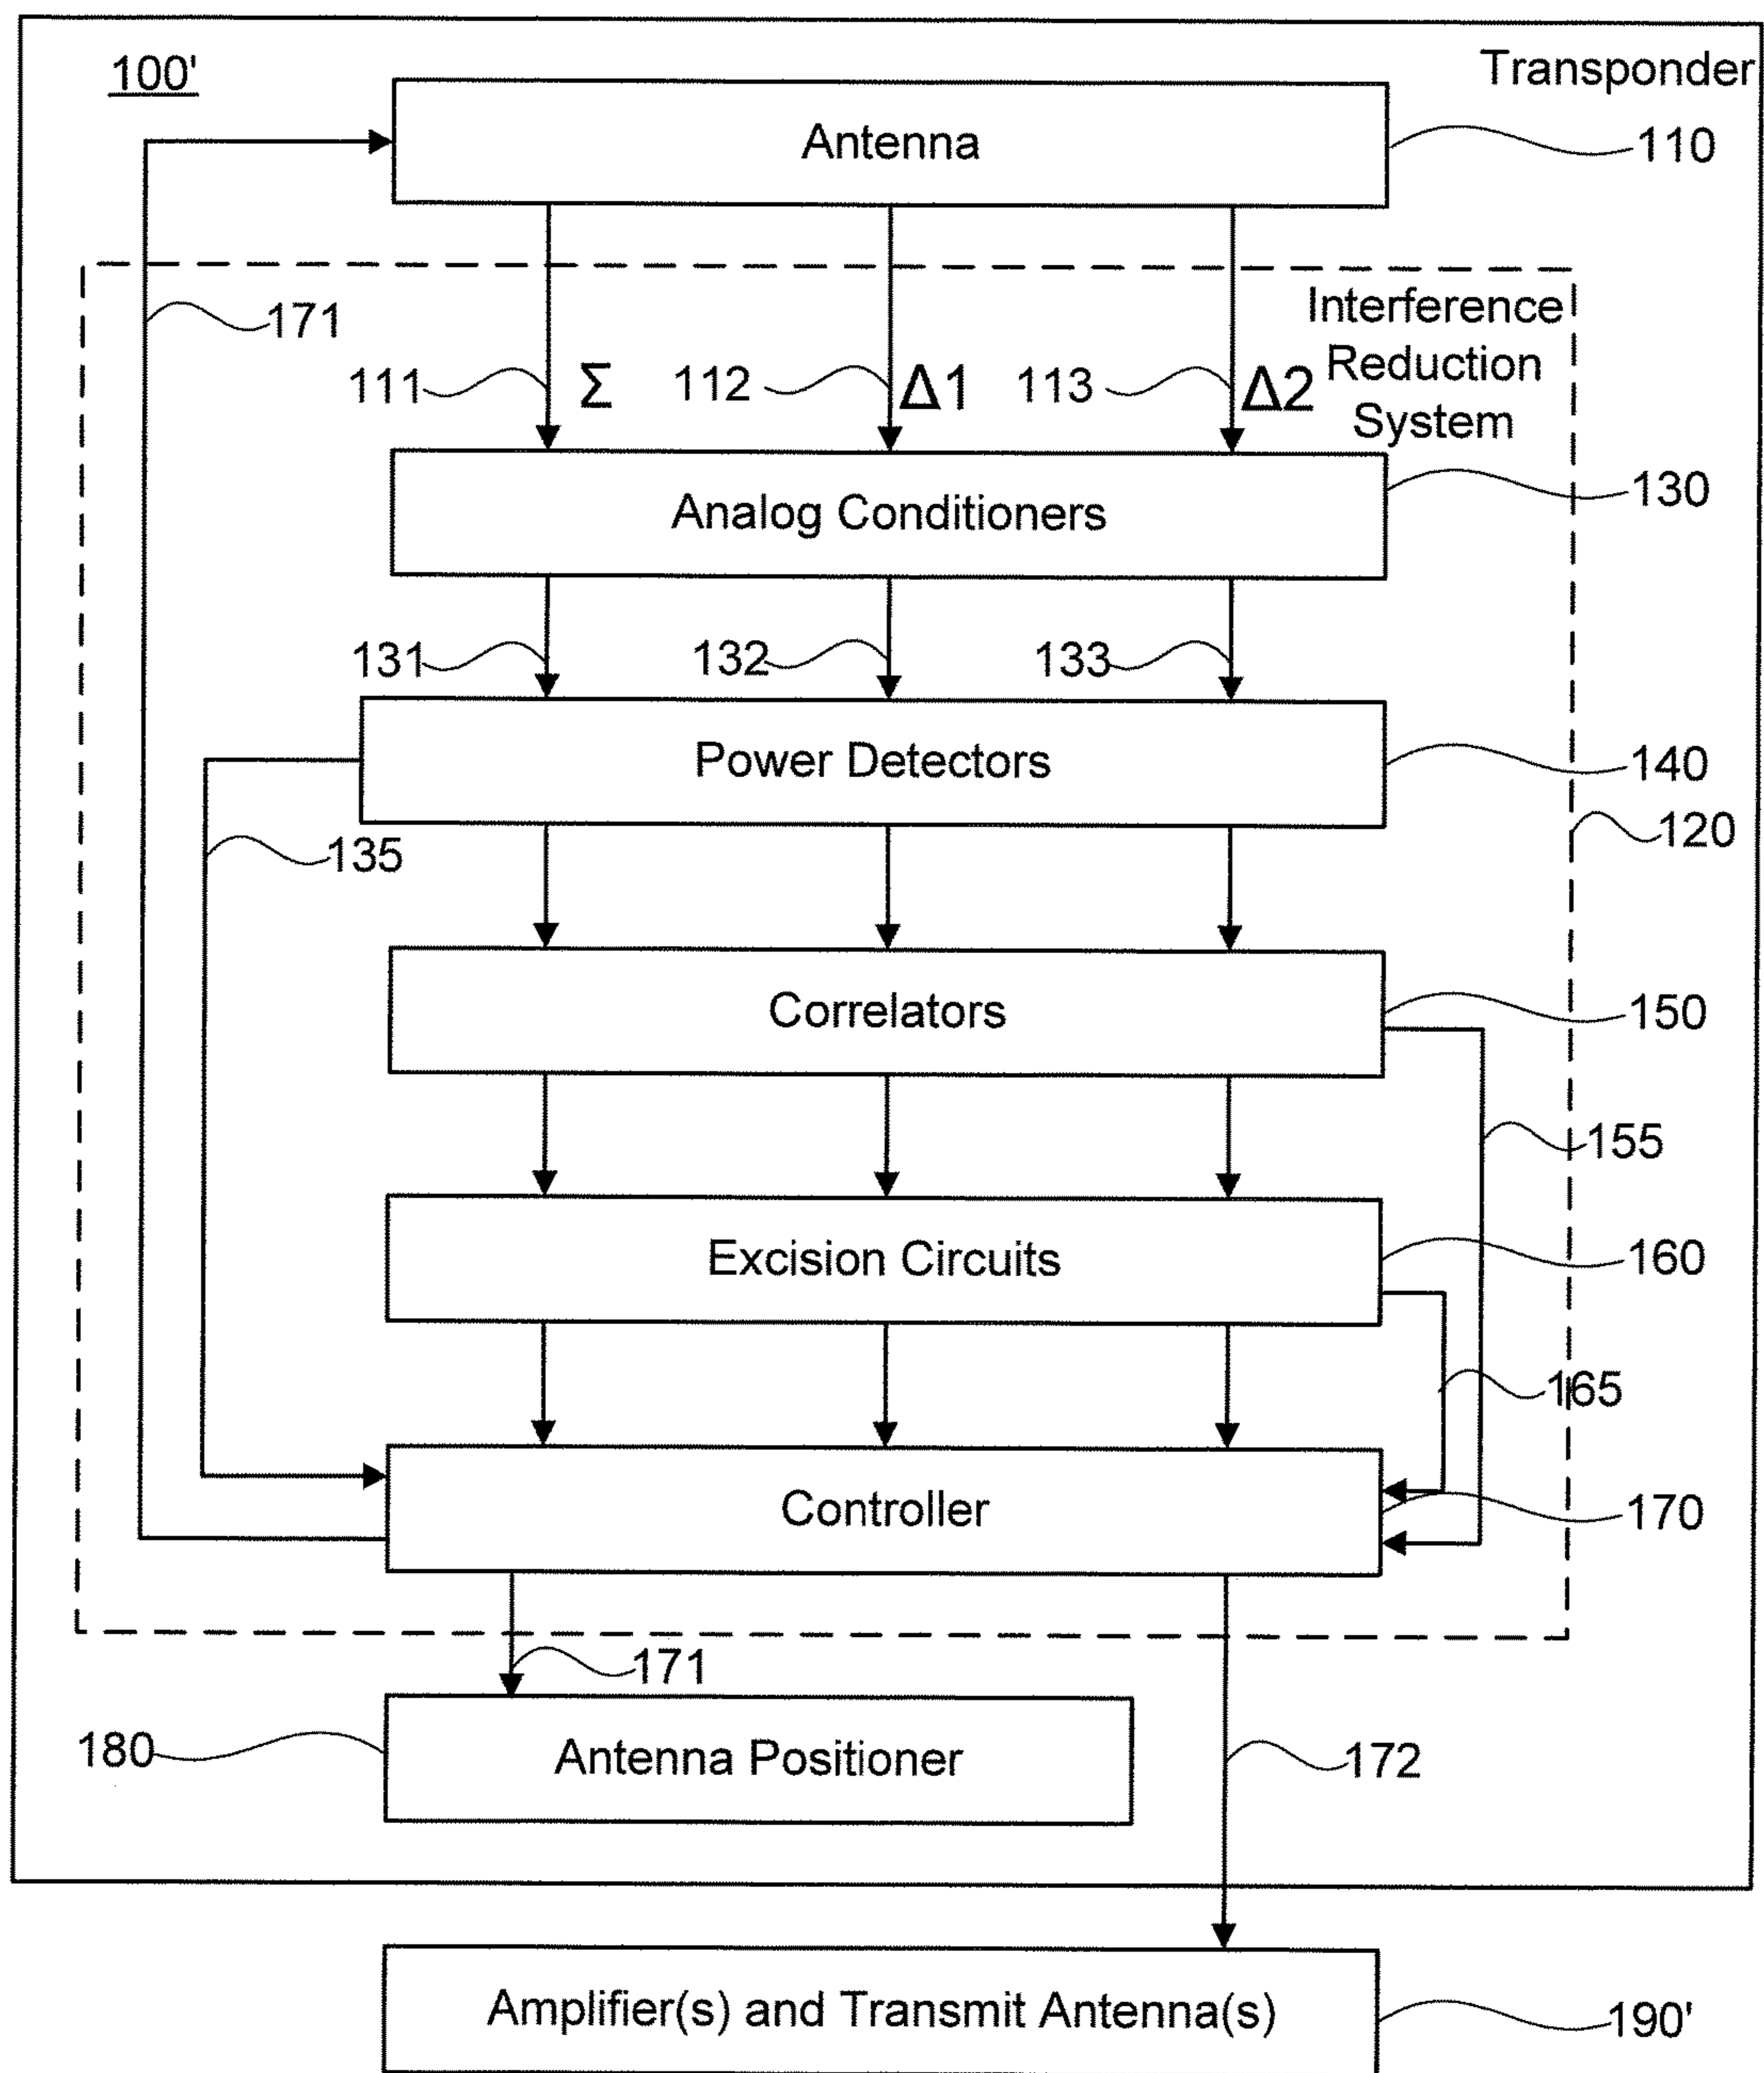 100'
Transponder
Antenna
110
171
Interference
Reduction
System
111
Σ
112
Δ1
113
Δ2
Analog Conditioners
130
131
132
133
Power Detectors
140
120
135
Correlators
150
155
Excision Circuits
160
165
Controller
170
171
180
Antenna Positioner
172
Amplifier(s) and Transmit Antenna(s)
190'